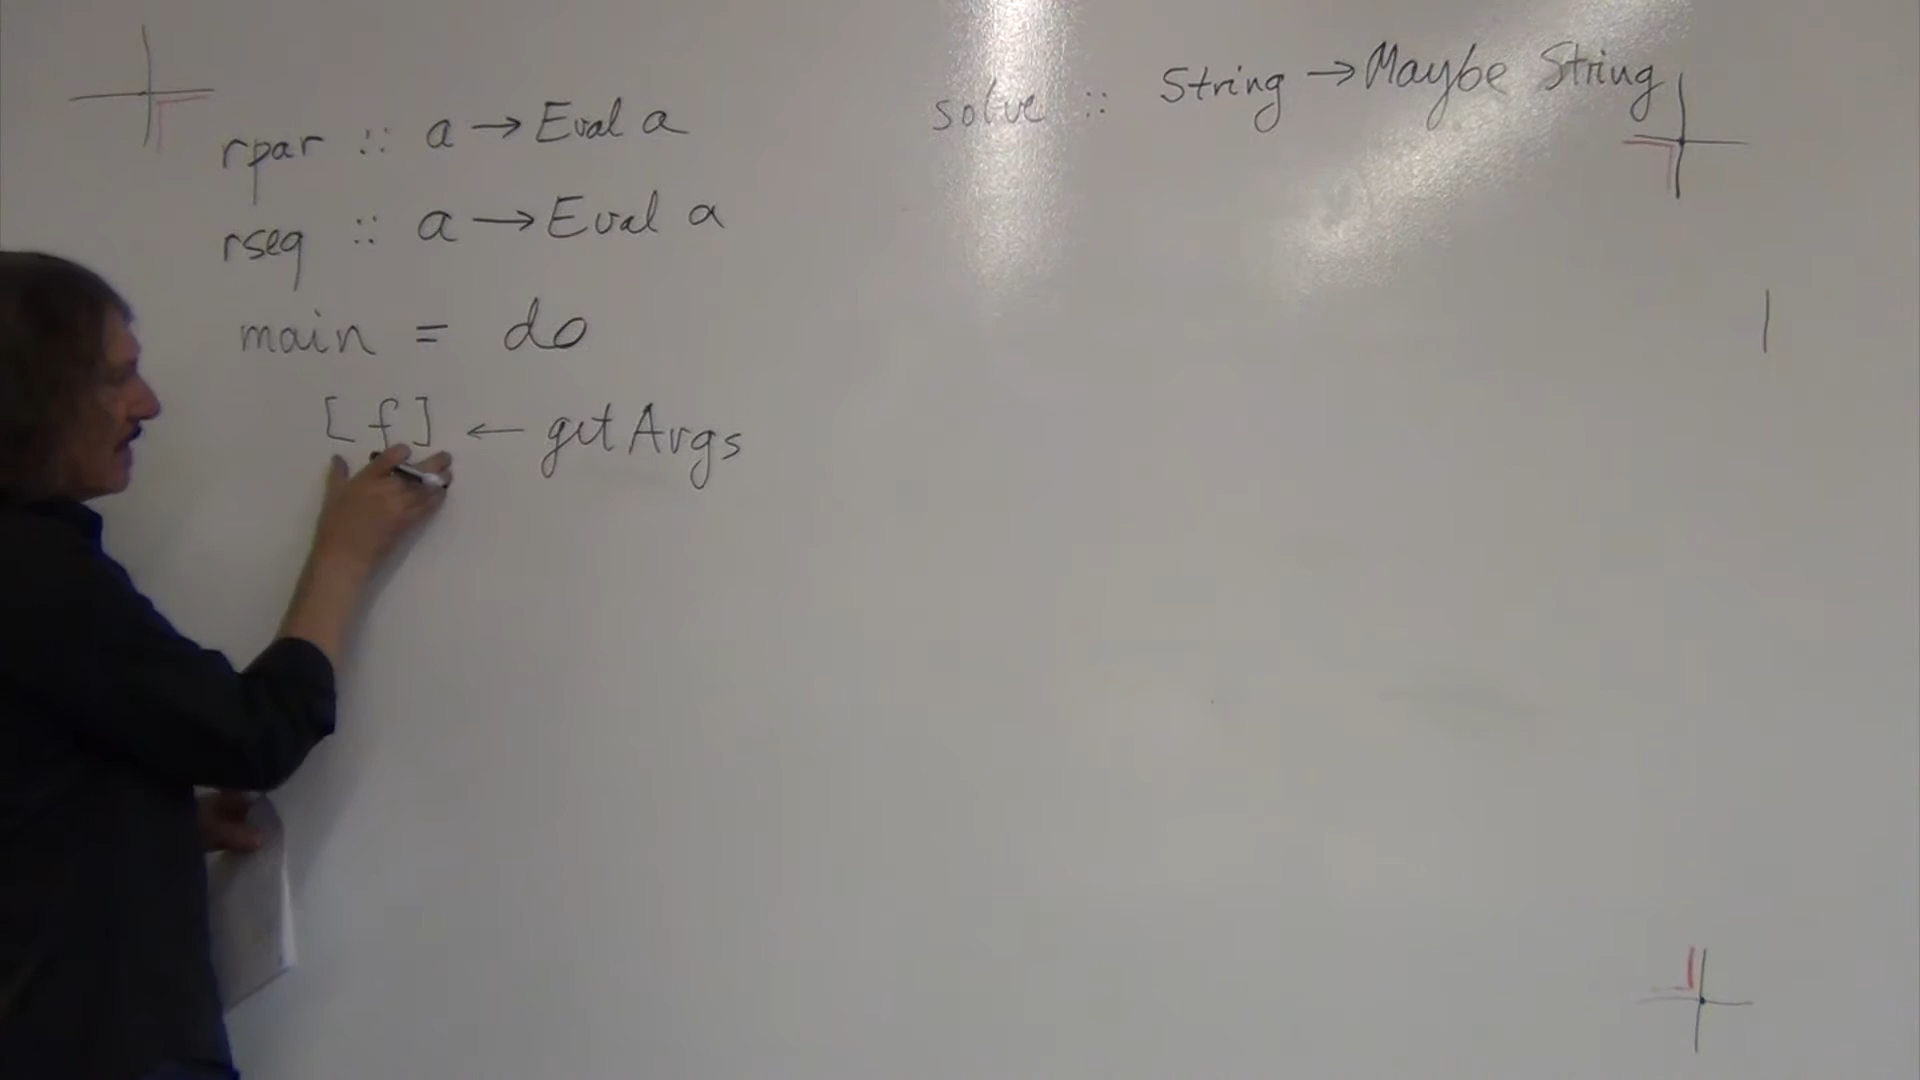 rpar :: a → Eval a
solve :: String → Maybe String
rseq :: a → Eval a
main = do
[f] ← getArgs